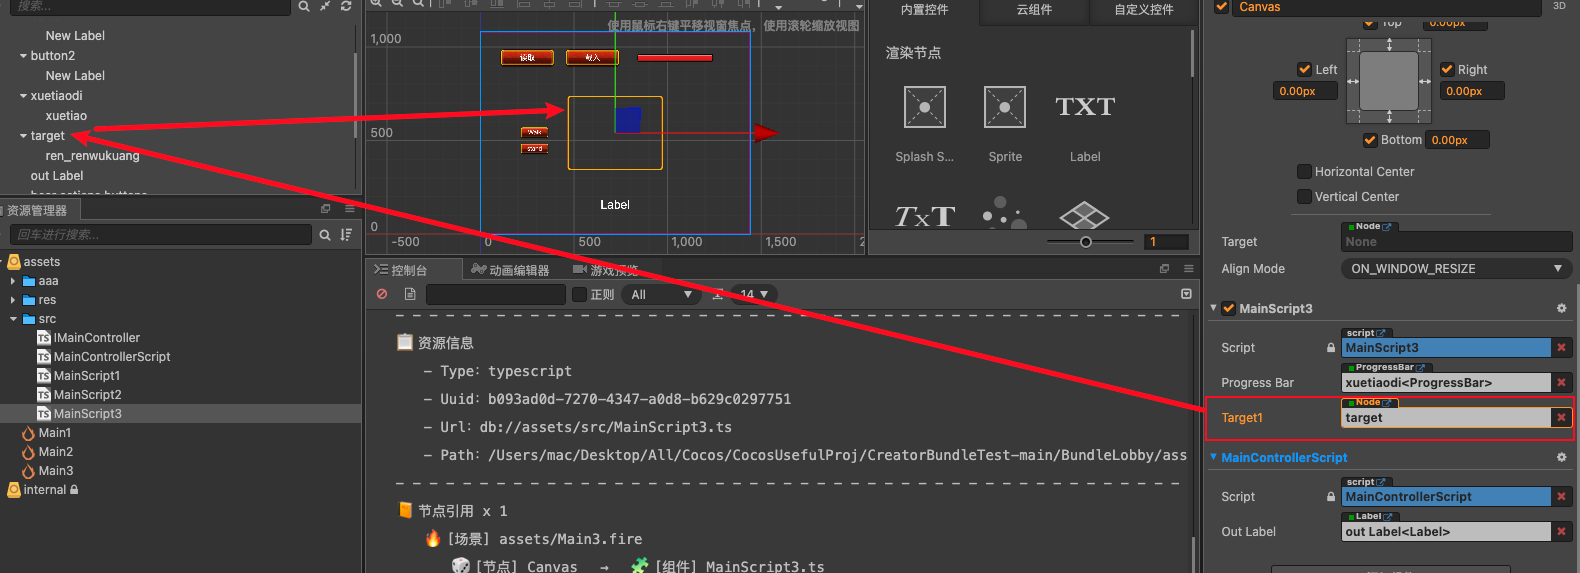 xuetiao...
New Label
button2
New Label
xuetiaodi
xuetiao
target
ren_renwukuang
out Label
资源管理器
回车进行搜索...
assets
aaa
res
src
IMainController
MainControllerScript
MainScript1
MainScript2
MainScript3
Main1
Main2
Main3
internal
使用鼠标右键平移视窗焦点，使用滚轮缩放视图
1,000
500
0
-500
0
500
1,000
1,500
读取
Walk
stand
Label
内置控件
云组件
自定义控件
渲染节点
TXT
Splash S...
Sprite
Label
TXT
1
控制台
动画编辑器
游戏预览
正则
All
14
资源信息
- Type: typescript
- Uuid: b093ad0d-7270-4347-a0d8-b629c0297751
- Url: db://assets/src/MainScript3.ts
- Path: /Users/mac/Desktop/All/Cocos/CocosUsefulProj/CreatorBundleTest-main/BundleLobby/ass
节点引用 x 1
[场景] assets/Main3.fire
[节点] Canvas → [组件] MainScript3.ts
Canvas
3D
Top
0.00px
Left
Right
0.00px
0.00px
Bottom
0.00px
Horizontal Center
Vertical Center
Node
Target
None
Align Mode
ON_WINDOW_RESIZE
MainScript3
script
Script
MainScript3
ProgressBar
Progress Bar
xuetiaodi<ProgressBar>
Node
Target1
target
MainControllerScript
script
Script
MainControllerScript
Label
Out Label
out Label<Label>